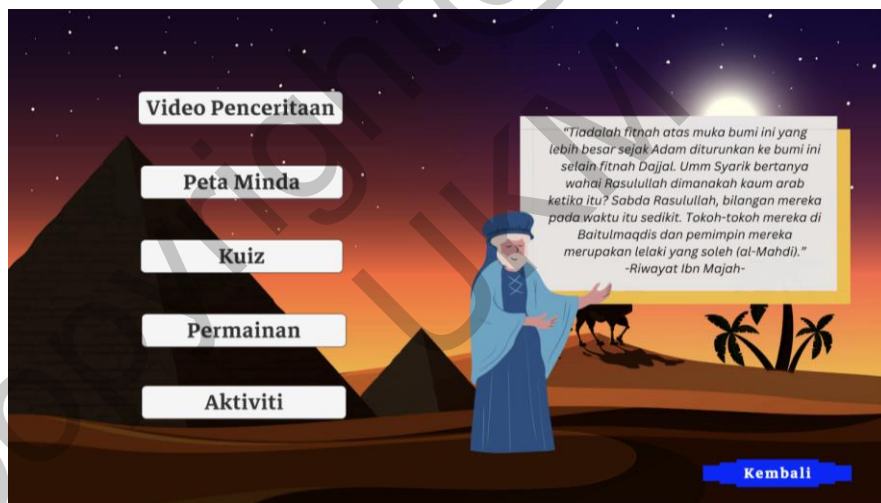 Video Penceritaan
Peta Minda
Kuiz
Permainan
Aktiviti
“Tiadalah fitnah atas muka bumi ini yang
lebih besar sejak Adam diturunkan ke bumi ini
selain fitnah Dajjal. Umm Syarik bertanya
wahai Rasulullah dimanakah kaum arab
ketika itu? Sabda Rasulullah, bilangan mereka
pada waktu itu sedikit. Tokoh-tokoh mereka di
Baitulmaqdis dan pemimpin mereka
merupakan lelaki yang soleh (al-Mahdi).”
-Riwayat Ibn Majah-
Kembali
Copyright@
UKM